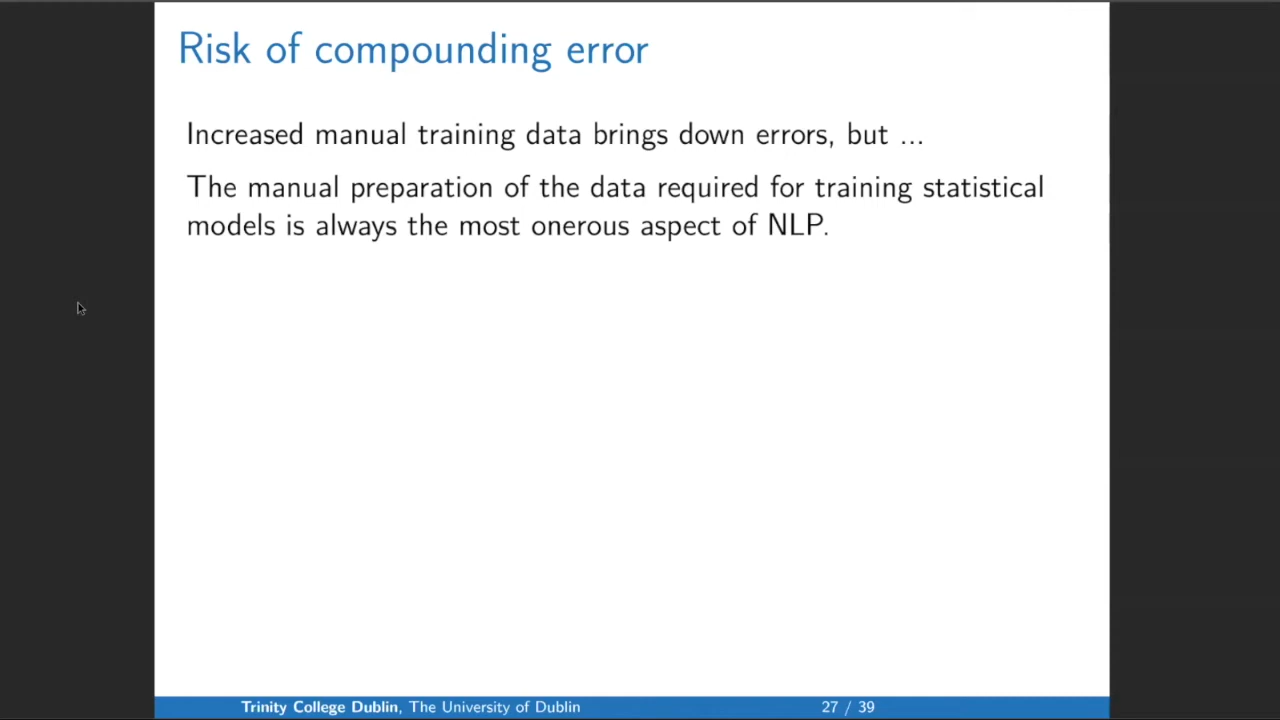 Risk of compounding error
Increased manual training data brings down errors, but ...
The manual preparation of the data required for training statistical
models is always the most onerous aspect of NLP.
Trinity College Dublin, The University of Dublin 27 / 39